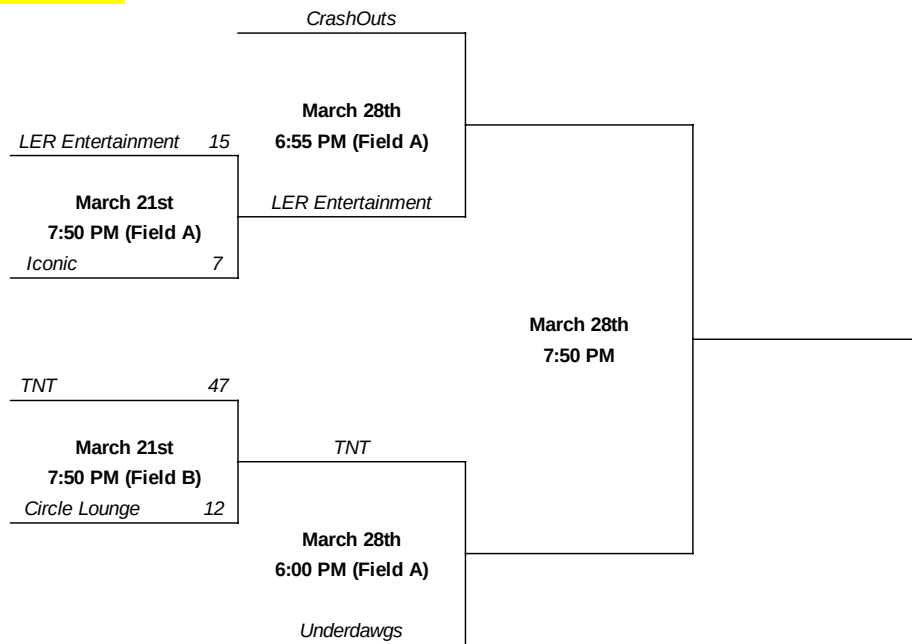 CrashOuts
March 28th
6:55 PM (Field A)
LER Entertainment 15
March 21st
7:50 PM (Field A)
LER Entertainment
Iconic 7
March 28th
7:50 PM
TNT 47
March 21st
7:50 PM (Field B)
TNT
Circle Lounge 12
March 28th
6:00 PM (Field A)
Underdawgs